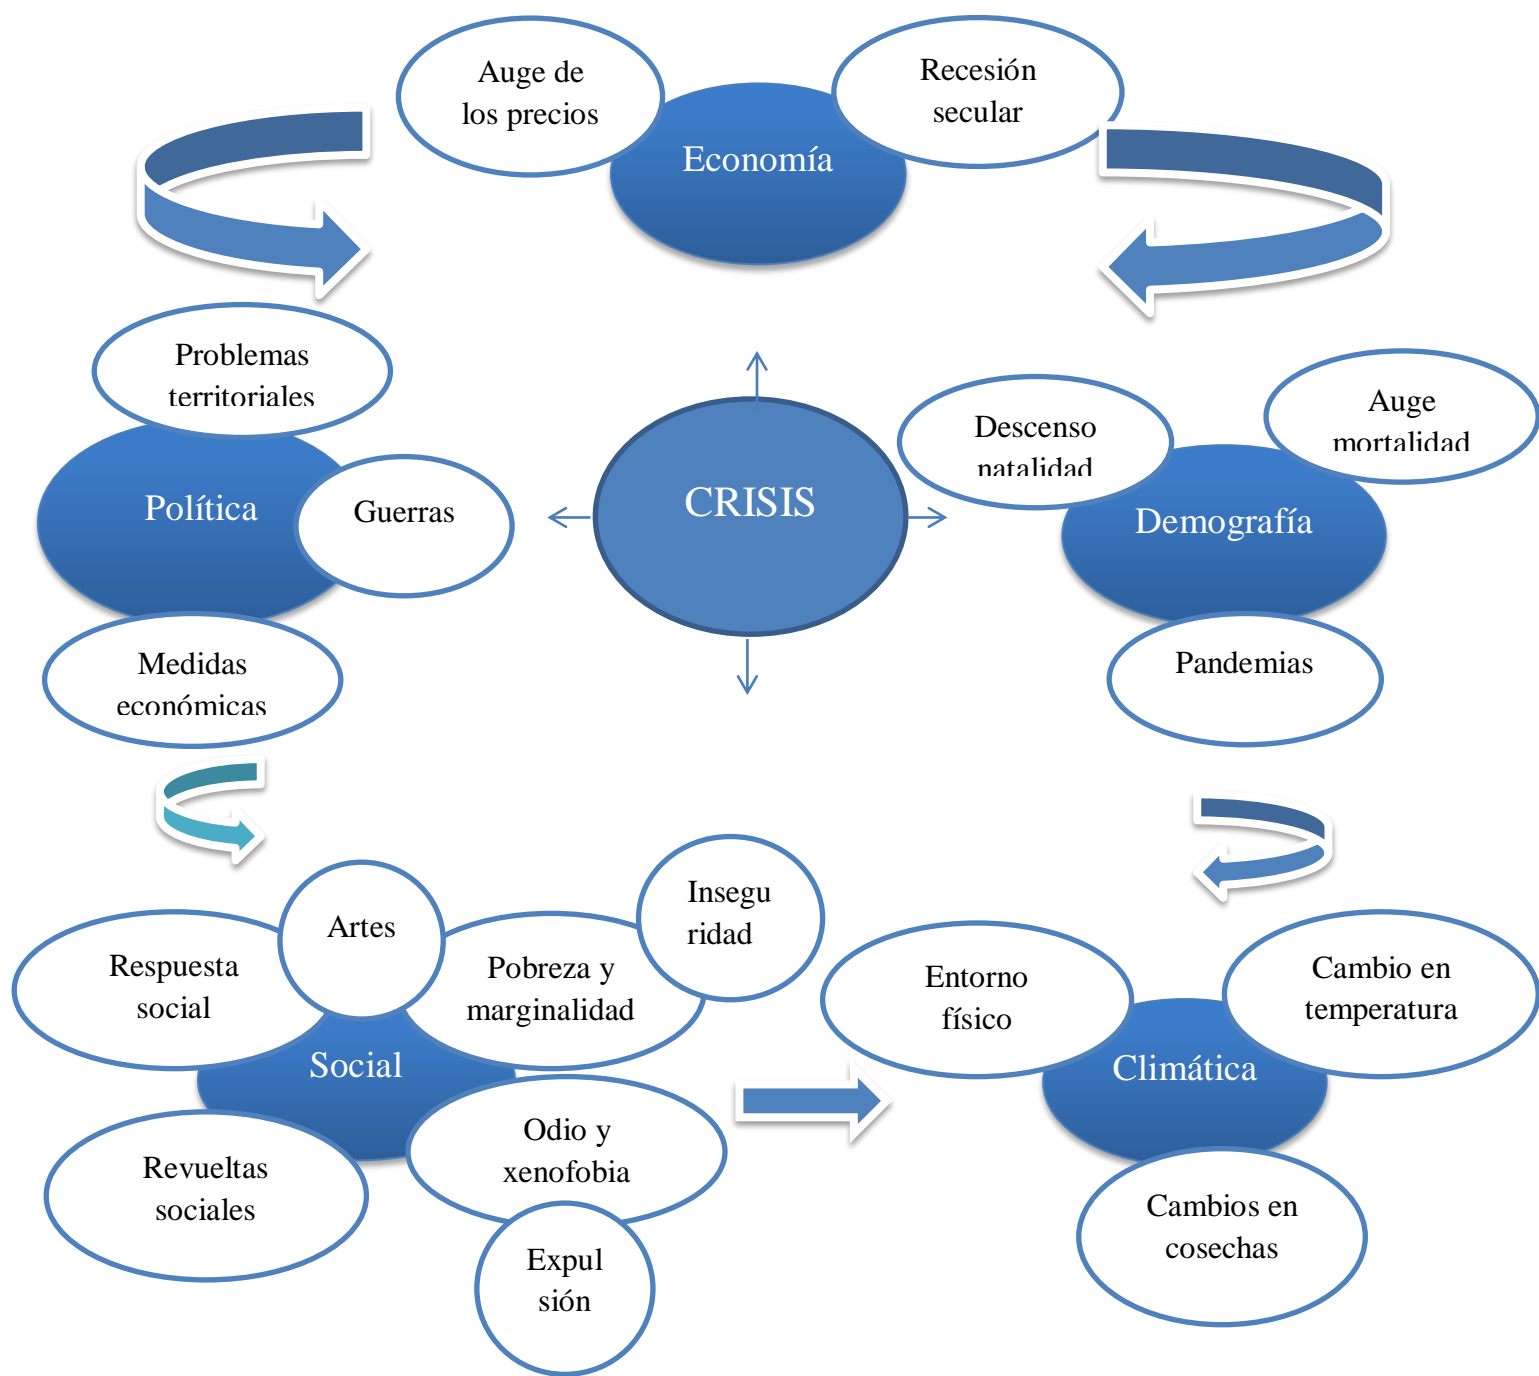 Auge de
los precios
Recesión
secular
Economía
Problemas
territoriales
Política
Guerras
Medidas
económicas
CRISIS
Descenso
natalidad
Auge
mortalidad
Demografía
Pandemias
Respuesta
social
Artes
Pobreza y
marginalidad
Insegu
ridad
Social
Revueltas
sociales
Odio y
xenofobia
Expul
sión
Entorno
físico
Cambio en
temperatura
Climática
Cambios en
cosechas